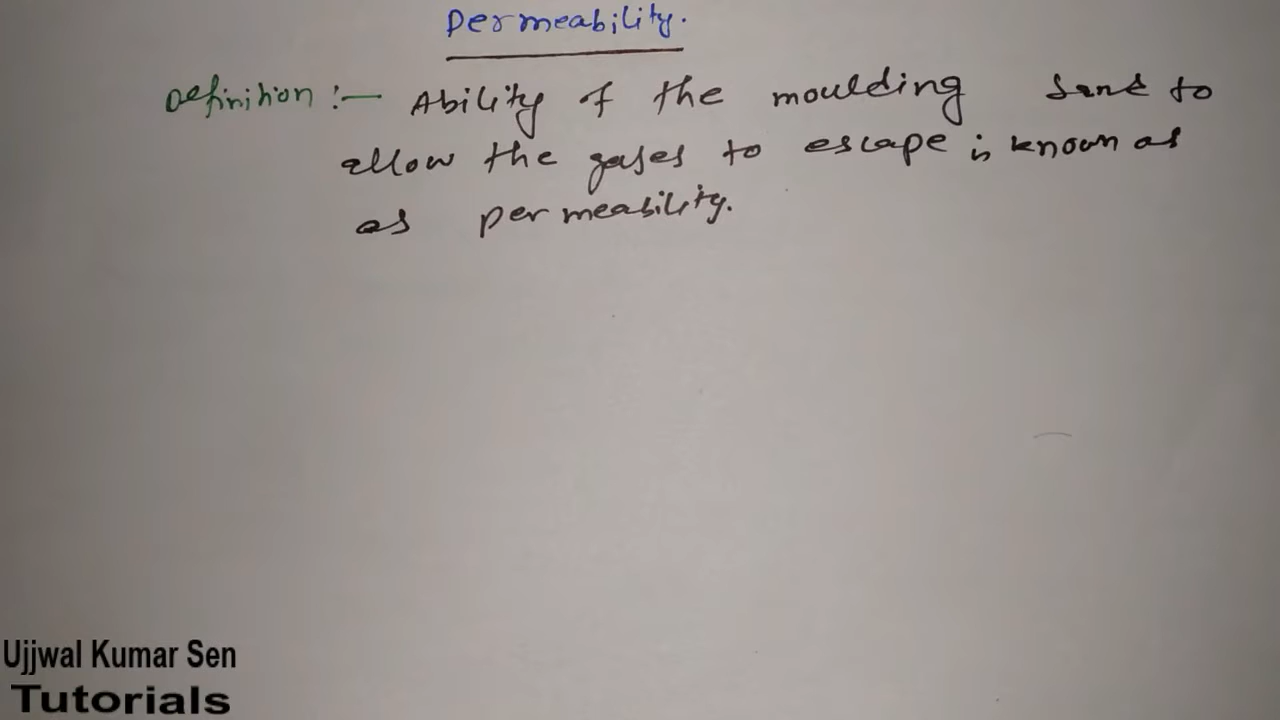 Permeability.
Definition :— Ability of the moulding sand to
allow the gases to escape is known as
as permeability.
Ujjwal Kumar Sen
Tutorials